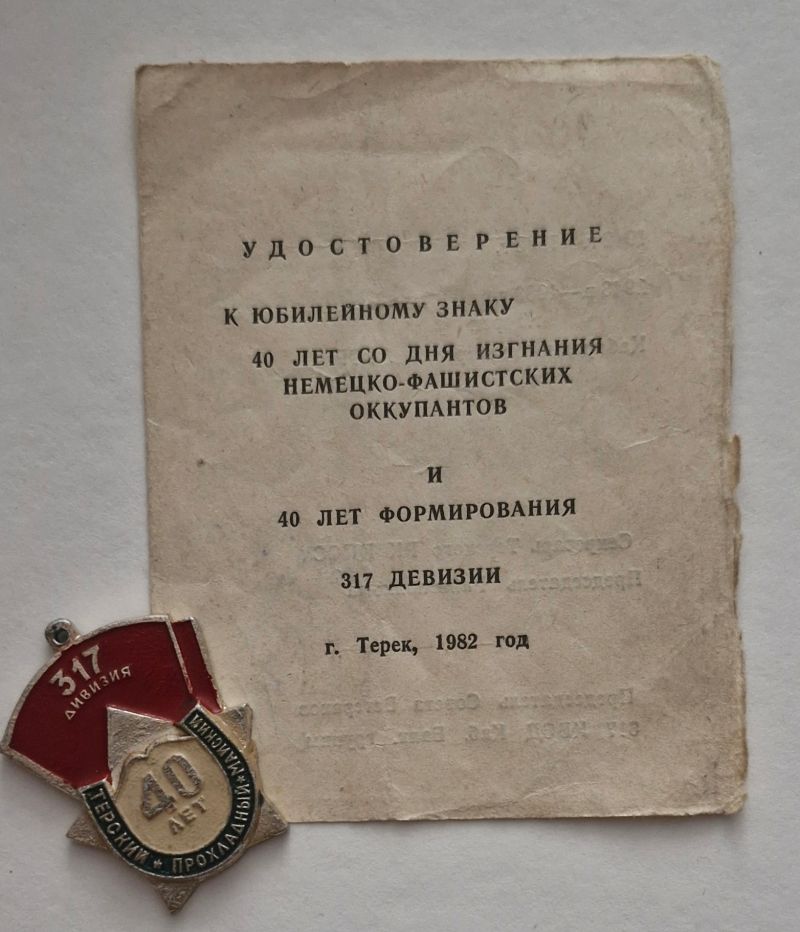 УДОСТОВЕРЕНИЕ
К ЮБИЛЕЙНОМУ ЗНАКУ
40 ЛЕТ СО ДНЯ ИЗГНАНИЯ
НЕМЕЦКО-ФАШИСТСКИХ
ОККУПАНТОВ
И
40 ЛЕТ ФОРМИРОВАНИЯ
317 ДЕВИЗИИ
г. Терек, 1982 год
317
ДИВИЗИЯ
40
ЛЕТ
ТЕРСКИЙ * ПРОХЛАДНЫЙ * МАЙСКИЙ